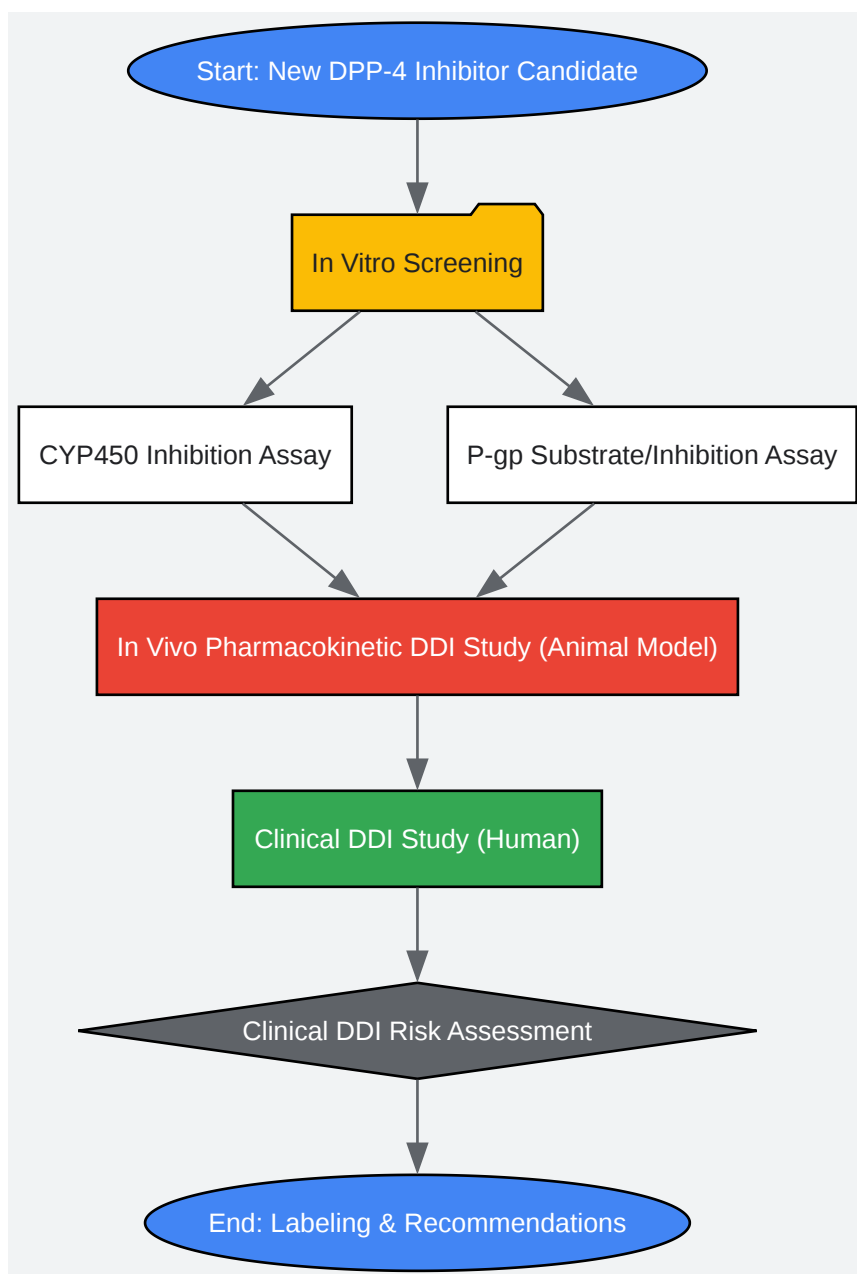 Start: New DPP-4 Inhibitor Candidate
In Vitro Screening
CYP450 Inhibition Assay
P-gp Substrate/Inhibition Assay
In Vivo Pharmacokinetic DDI Study (Animal Model)
Clinical DDI Study (Human)
Clinical DDI Risk Assessment
End: Labeling & Recommendations